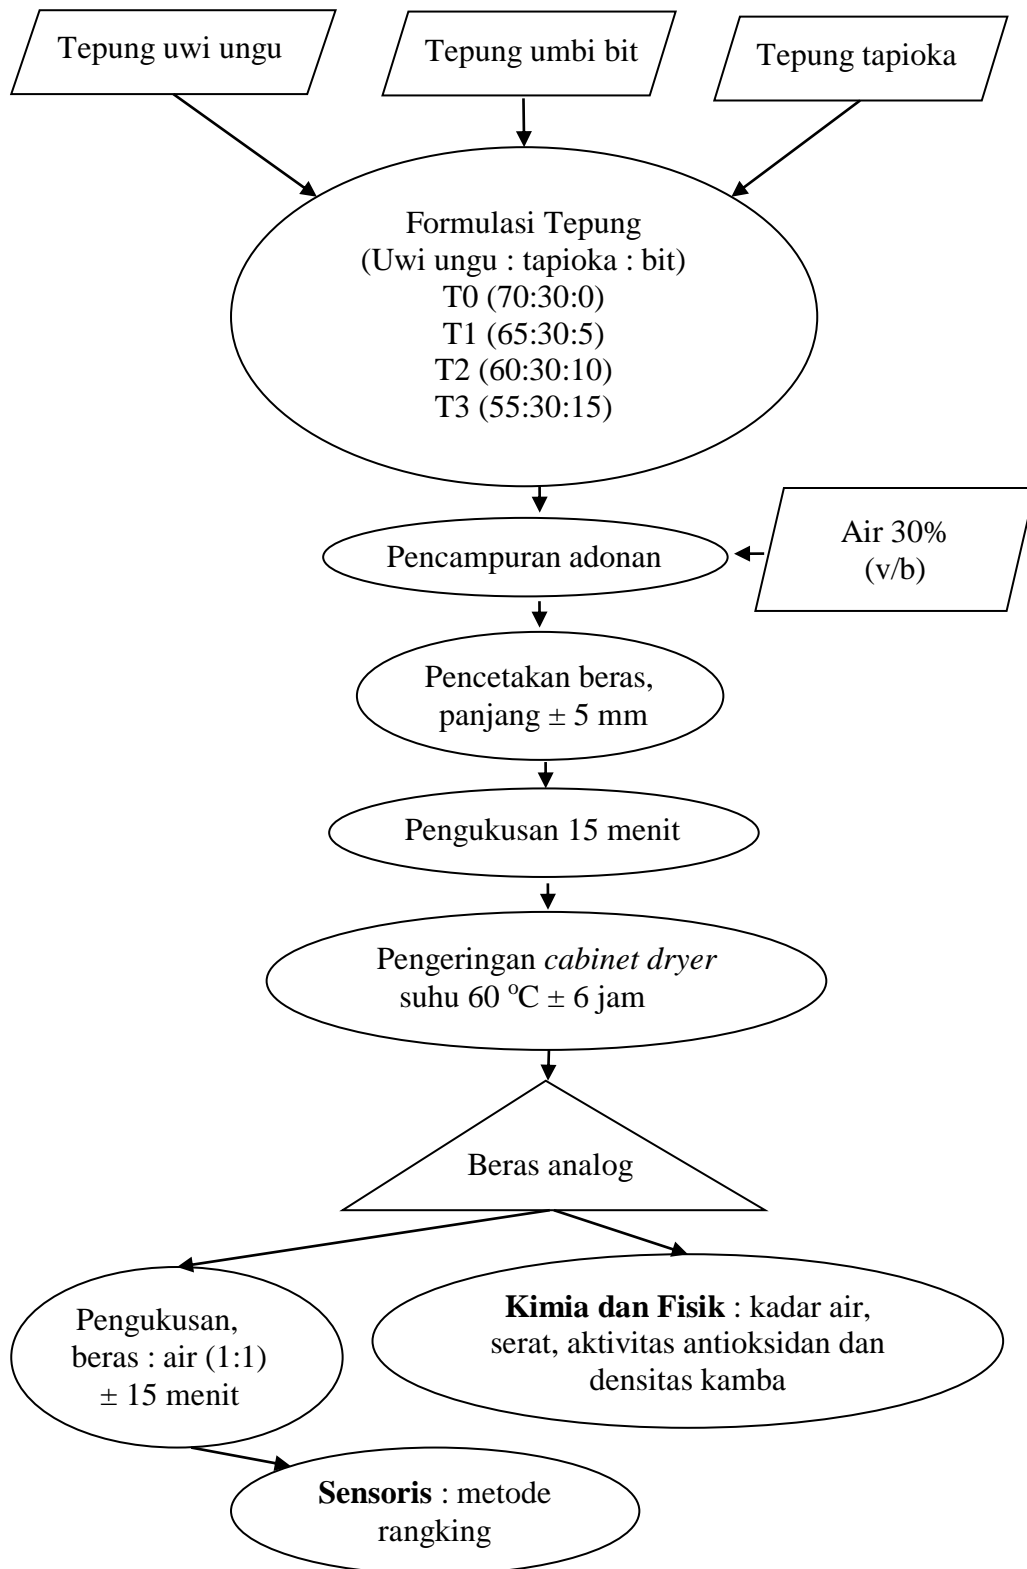 Tepung uwi ungu
Tepung umbi bit
Tepung tapioka
Formulasi Tepung
(Uwi ungu : tapioka : bit)
T0 (70:30:0)
T1 (65:30:5)
T2 (60:30:10)
T3 (55:30:15)
Pencampuran adonan
Air 30%
(v/b)
Pencetakan beras,
panjang ± 5 mm
Pengukusan 15 menit
Pengeringan cabinet dryer
suhu 60 °C ± 6 jam
Beras analog
Pengukusan,
beras : air (1:1)
± 15 menit
Kimia dan Fisik : kadar air,
serat, aktivitas antioksidan dan
densitas kamba
Sensoris : metode
rangking